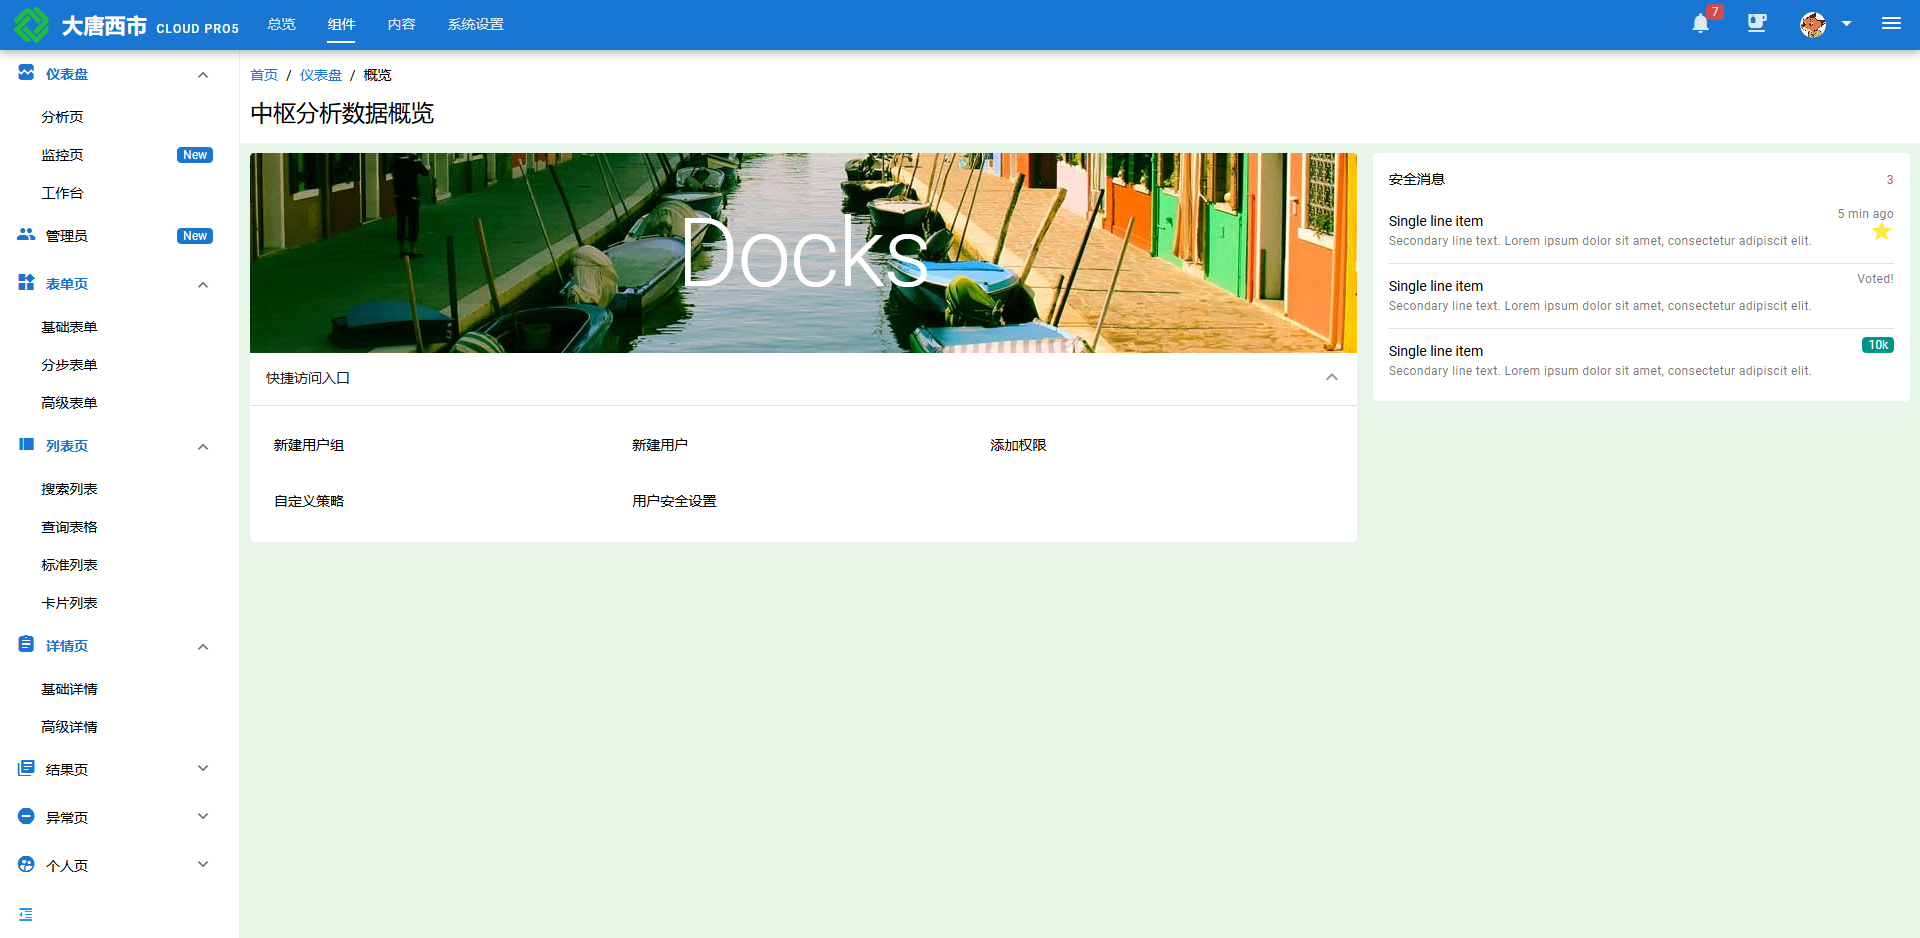 大唐西市 CLOUD PRO5 总览 组件 内容 系统设置 7
仪表盘
分析页
监控页 New
工作台
管理员 New
表单页
基础表单
分步表单
高级表单
列表页
搜索列表
查询表格
标准列表
卡片列表
详情页
基础详情
高级详情
结果页
异常页
个人页
首页 / 仪表盘 / 概览
中枢分析数据概览
Docks
快捷访问入口
新建用户组 新建用户 添加权限
自定义策略 用户安全设置
安全消息 3
5 min ago
Single line item
Secondary line text. Lorem ipsum dolor sit amet, consectetur adipiscit elit.
Voted!
Single line item
Secondary line text. Lorem ipsum dolor sit amet, consectetur adipiscit elit.
10k
Single line item
Secondary line text. Lorem ipsum dolor sit amet, consectetur adipiscit elit.